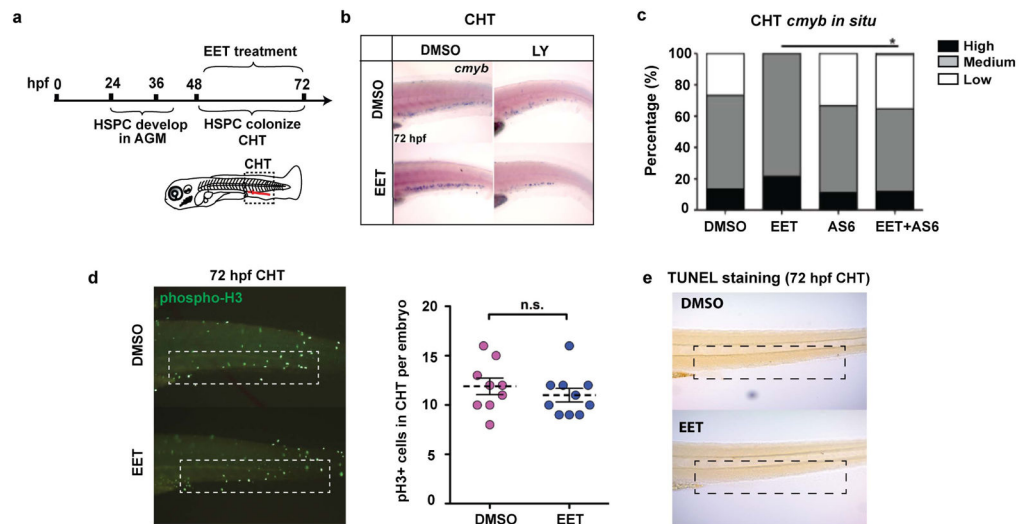 a
EET treatment
hpf 0 24 36 48 72
HSPC develop
in AGM
HSPC colonize
CHT
CHT
b
CHT
DMSO LY
DMSO
cmyb
72 hpf
EET
c
CHT cmyb in situ
*
High
Medium
Low
Percentage (%)
100
80
60
40
20
0
DMSO EET AS6 EET+AS6
d
72 hpf CHT
phospho-H3
DMSO
EET
n.s.
pH3+ cells in CHT per embryo
20
15
10
5
0
DMSO EET
e TUNEL staining (72 hpf CHT)
DMSO
EET